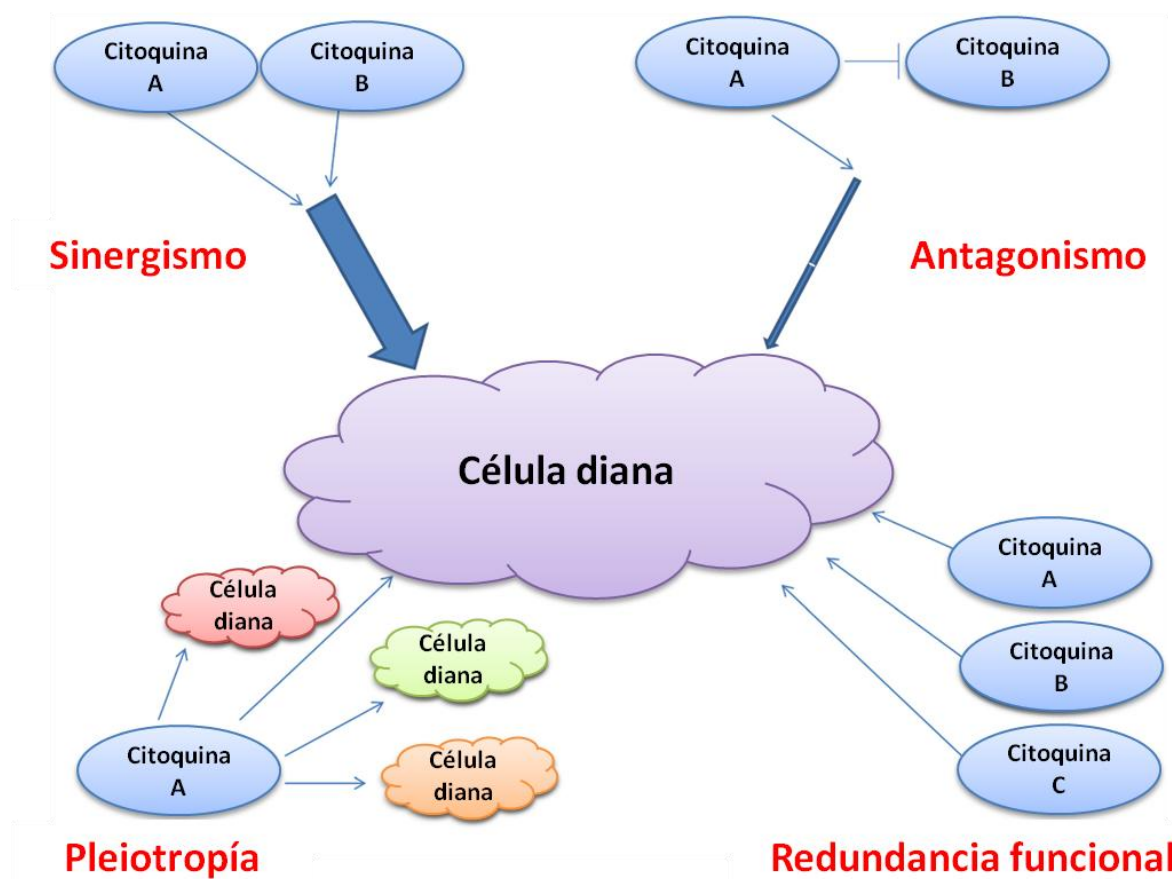 Citoquina
A
Citoquina
B
Citoquina
A
Citoquina
B
Sinergismo
Antagonismo
Célula diana
Citoquina
A
Célula
diana
Célula
diana
Citoquina
B
Citoquina
A
Célula
diana
Citoquina
C
Pleiotropía
Redundancia funcional